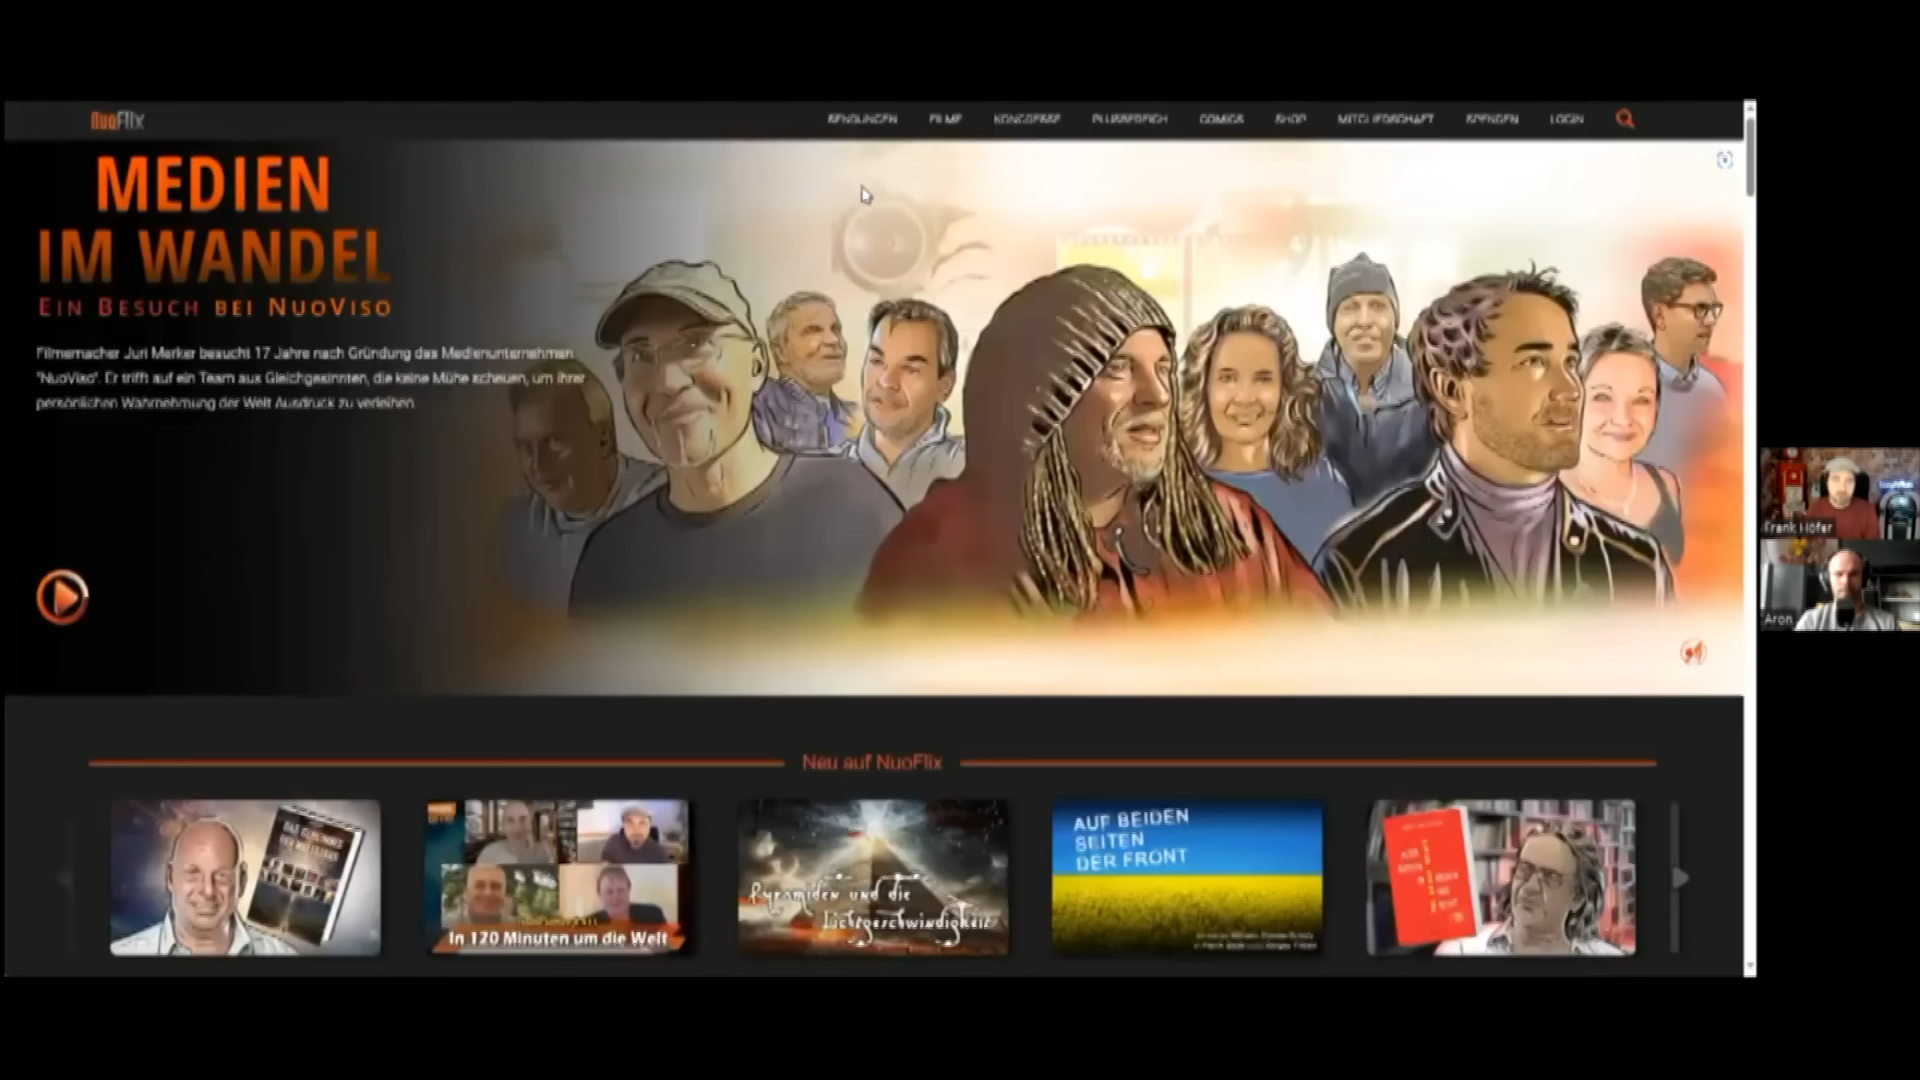 NuoFlix
SENDUNGEN FILME KONGRESSE PLUSBEREICH COMICS SHOP MITGLIEDSCHAFT SPENDEN LOGIN
MEDIEN
IM WANDEL
EIN BESUCH BEI NUOVISO
Filmemacher Juri Merker besucht 17 Jahre nach Gründung das Medienunternehmen
"NuoViso". Er trifft auf ein Team aus Gleichgesinnten, die keine Mühe scheuen, um ihrer
persönlichen Wahrnehmung der Welt Ausdruck zu verleihen.
Frank Höfer
Aron
Neu auf NuoFlix
In 120 Minuten um die Welt
Pyramiden und die
Lichtgeschwindigkeit
AUF BEIDEN
SEITEN
DER FRONT